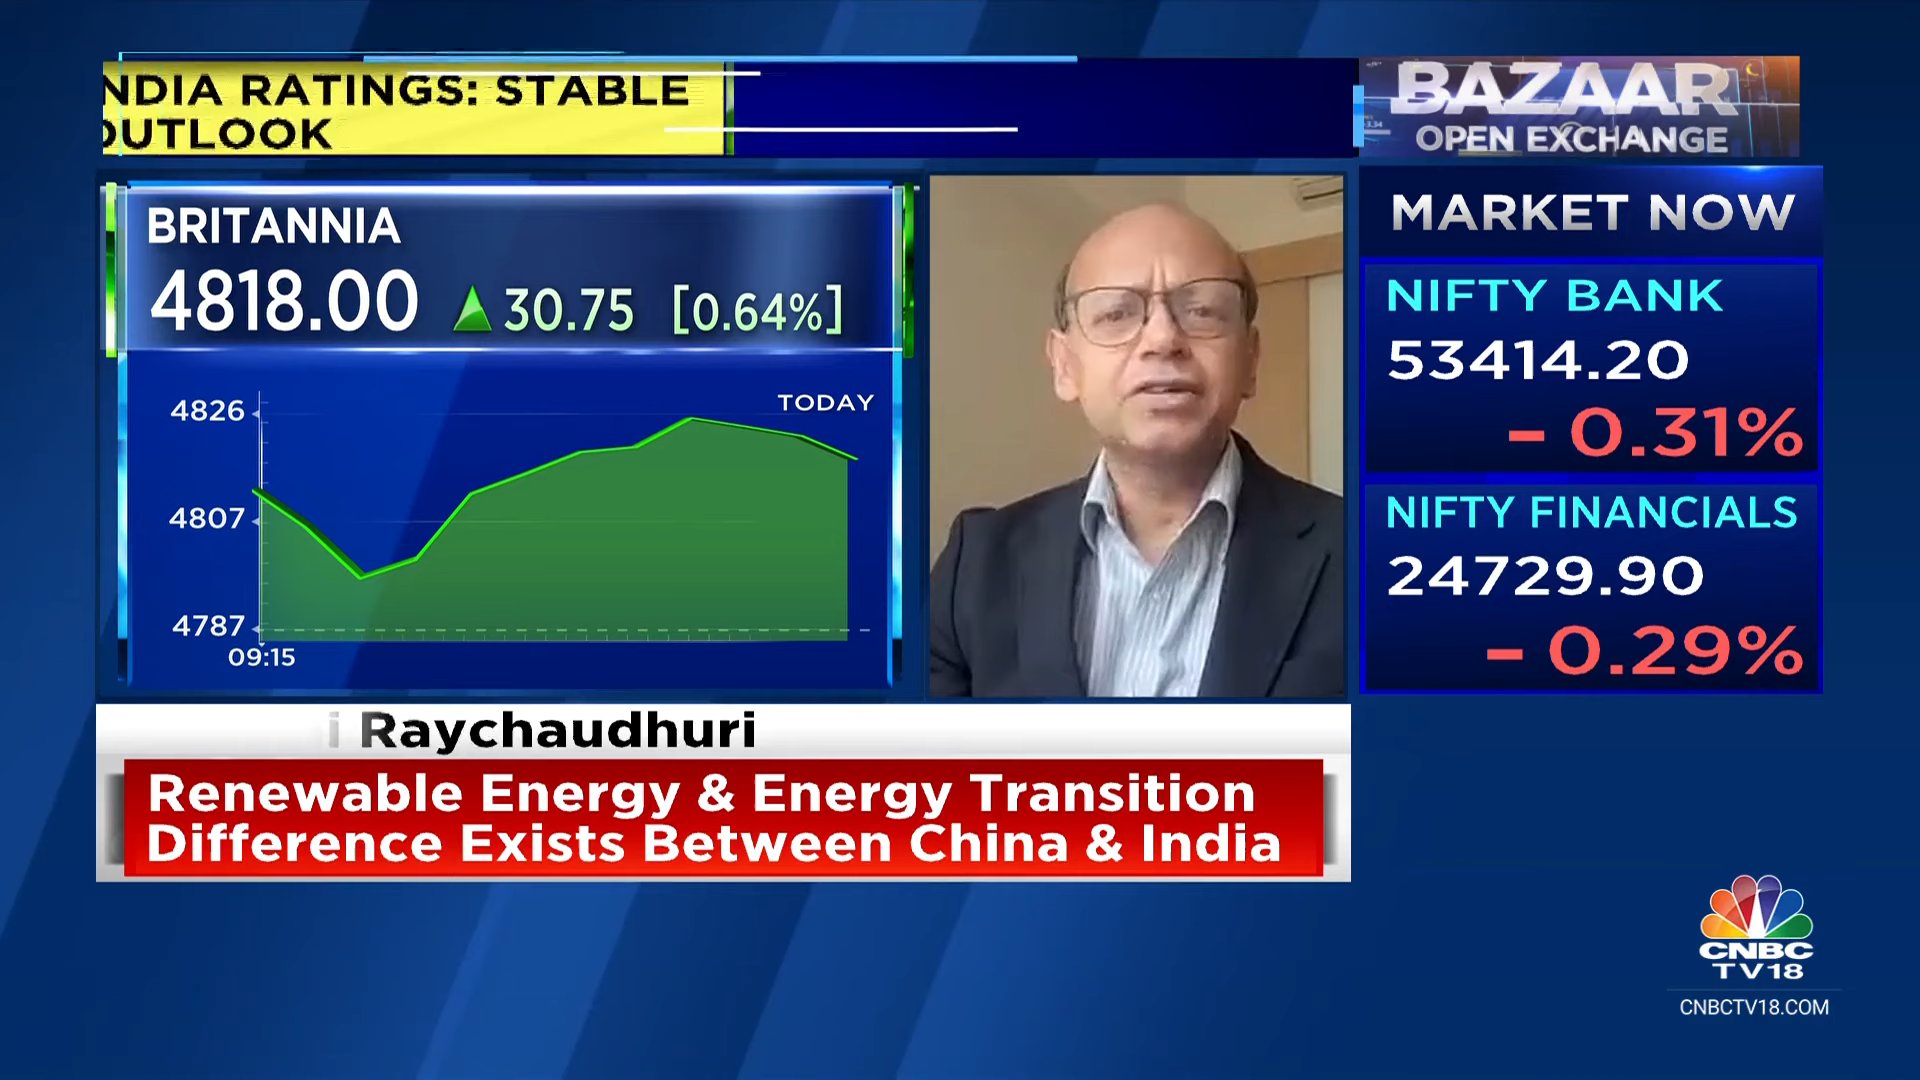 NDIA RATINGS: STABLE
OUTLOOK
BAZAAR
OPEN EXCHANGE
BRITANNIA
4818.00 ▲ 30.75 [0.64%]
TODAY
4826
4807
4787
09:15
MARKET NOW
NIFTY BANK
53414.20
– 0.31%
NIFTY FINANCIALS
24729.90
– 0.29%
i Raychaudhuri
Renewable Energy & Energy Transition
Difference Exists Between China & India
CNBC
TV18
CNBCTV18.COM